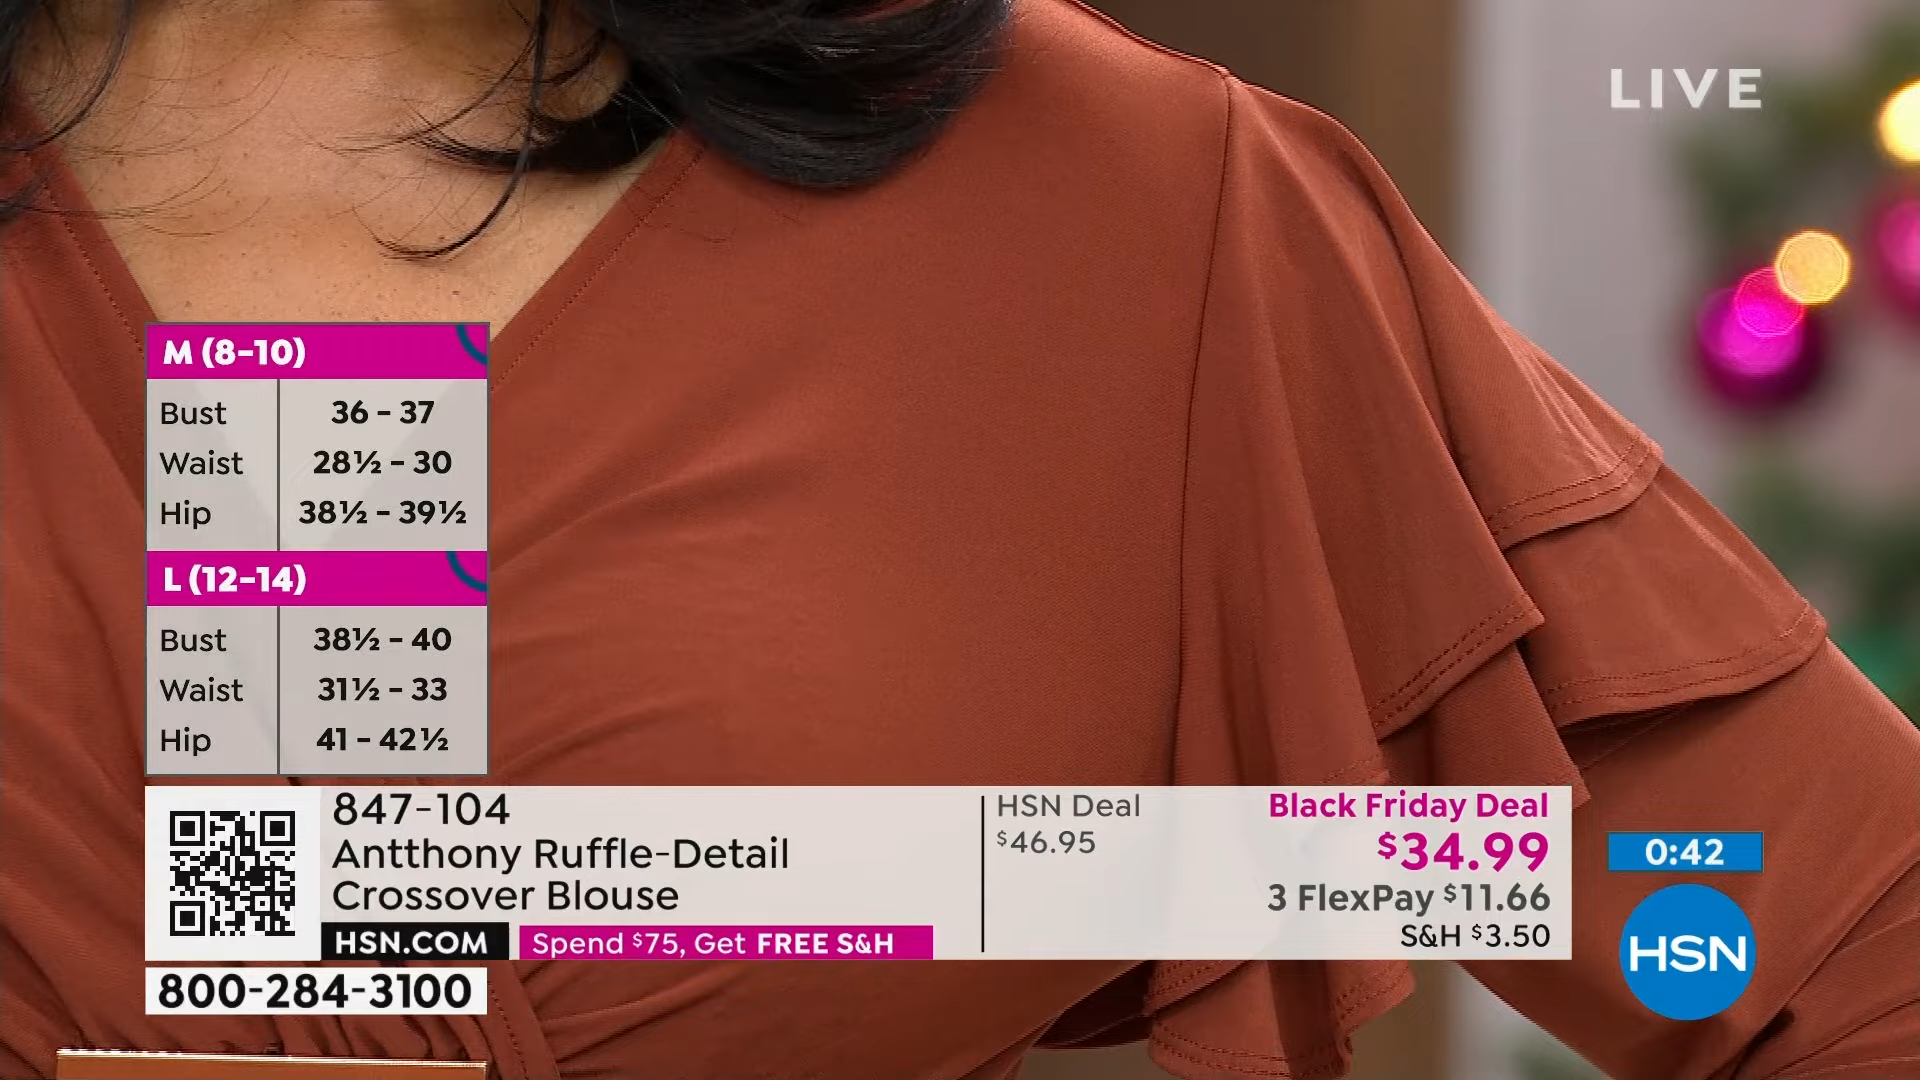 LIVE
M (8-10)
Bust 36 - 37
Waist 28½ - 30
Hip 38½ - 39½
L (12-14)
Bust 38½ - 40
Waist 31½ - 33
Hip 41 - 42½
847-104
Antthony Ruffle-Detail
Crossover Blouse
HSN.COM
Spend $75, Get FREE S&H
HSN Deal
$46.95
Black Friday Deal
$34.99
3 FlexPay $11.66
S&H $3.50
0:42
HSN
800-284-3100